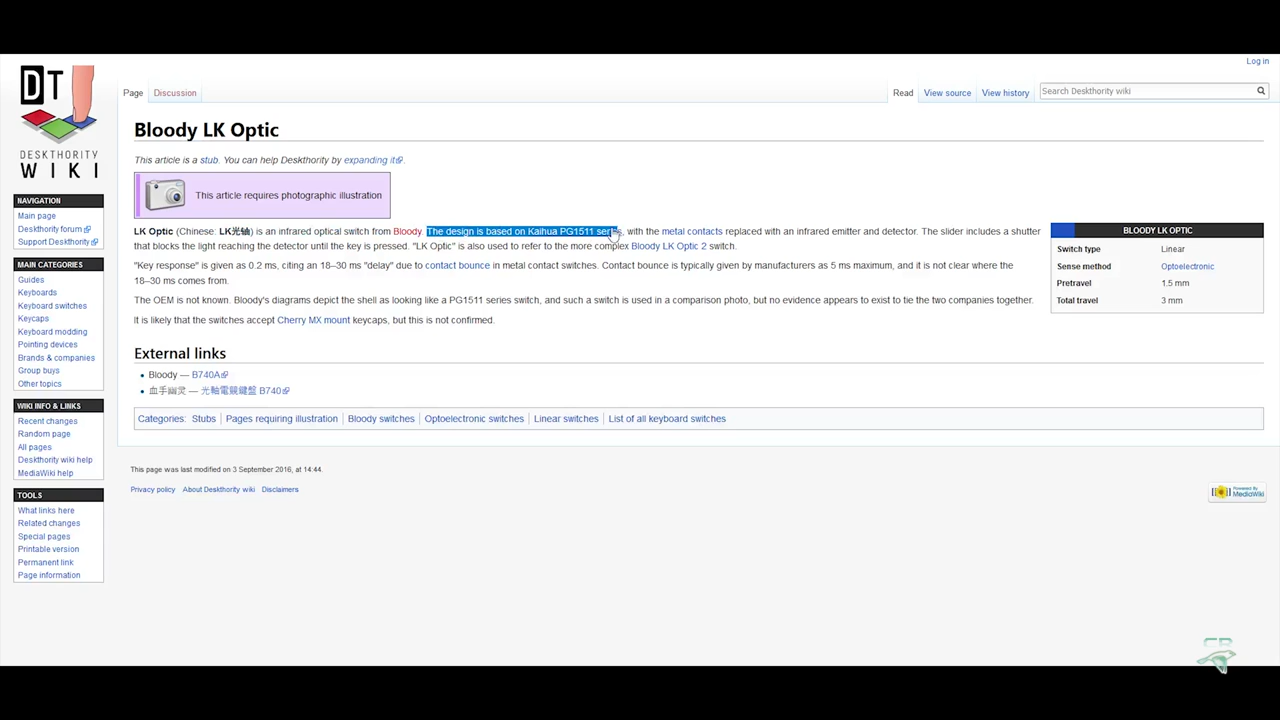 Log in
DT
DESKTHORITY
WIKI
Page
Discussion
Read
View source
View history
Search Deskthority wiki
Bloody LK Optic
This article is a stub. You can help Deskthority by expanding it.
This article requires photographic illustration
LK Optic (Chinese: LK光轴) is an infrared optical switch from Bloody. The design is based on Kaihua PG1511 series, with the metal contacts replaced with an infrared emitter and detector. The slider includes a shutter
that blocks the light reaching the detector until the key is pressed. "LK Optic" is also used to refer to the more complex Bloody LK Optic 2 switch.
"Key response" is given as 0.2 ms, citing an 18–30 ms "delay" due to contact bounce in metal contact switches. Contact bounce is typically given by manufacturers as 5 ms maximum, and it is not clear where the
18–30 ms comes from.
The OEM is not known. Bloody's diagrams depict the shell as looking like a PG1511 series switch, and such a switch is used in a comparison photo, but no evidence appears to exist to tie the two companies together.
It is likely that the switches accept Cherry MX mount keycaps, but this is not confirmed.
BLOODY LK OPTIC
Switch type Linear
Sense method Optoelectronic
Pretravel 1.5 mm
Total travel 3 mm
External links
Bloody — B740A
血手幽灵 — 光軸電競鍵盤 B740
Categories: Stubs | Pages requiring illustration | Bloody switches | Optoelectronic switches | Linear switches | List of all keyboard switches
This page was last modified on 3 September 2016, at 14:44.
Privacy policy About Deskthority wiki Disclaimers
Powered By
MediaWiki
NAVIGATION
Main page
Deskthority forum
Support Deskthority
MAIN CATEGORIES
Guides
Keyboards
Keyboard switches
Keycaps
Keyboard modding
Pointing devices
Brands & companies
Group buys
Other topics
WIKI INFO & LINKS
Recent changes
Random page
All pages
Deskthority wiki help
MediaWiki help
TOOLS
What links here
Related changes
Special pages
Printable version
Permanent link
Page information